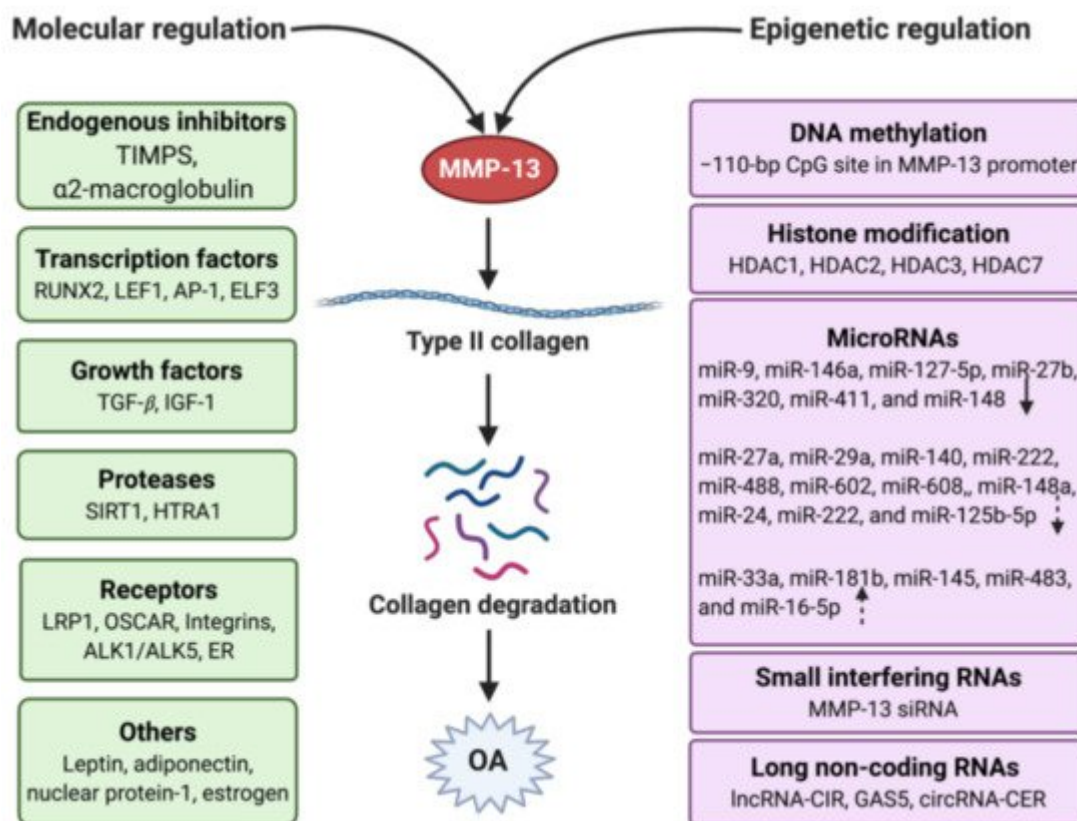 Molecular regulation
Epigenetic regulation
Endogenous inhibitors
TIMPS,
α2-macroglobulin
Transcription factors
RUNX2, LEF1, AP-1, ELF3
Growth factors
TGF-β, IGF-1
Proteases
SIRT1, HTRA1
Receptors
LRP1, OSCAR, Integrins,
ALK1/ALK5, ER
Others
Leptin, adiponectin,
nuclear protein-1, estrogen
MMP-13
Type II collagen
Collagen degradation
OA
DNA methylation
−110-bp CpG site in MMP-13 promoter
Histone modification
HDAC1, HDAC2, HDAC3, HDAC7
MicroRNAs
miR-9, miR-146a, miR-127-5p, miR-27b,
miR-320, miR-411, and miR-148
miR-27a, miR-29a, miR-140, miR-222,
miR-488, miR-602, miR-608,, miR-148a,
miR-24, miR-222, and miR-125b-5p
miR-33a, miR-181b, miR-145, miR-483,
and miR-16-5p
Small interfering RNAs
MMP-13 siRNA
Long non-coding RNAs
lncRNA-CIR, GAS5, circRNA-CER